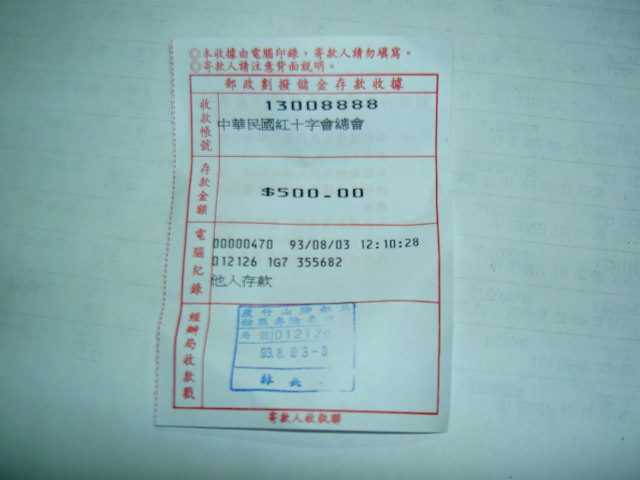 ◎本收據由電腦印錄，寄款人請勿填寫。
◎寄款人請注意背面說明。
郵政劃撥儲金存款收據
收款帳號
13008888
中華民國紅十字會總會
存款金額
$500.00
電腦紀錄
00000470 93/08/03 12:10:28
012126 1G7 355682
他人存款
經辦局收款戳
局號 012126
93.8.03-8
林
寄款人收執聯